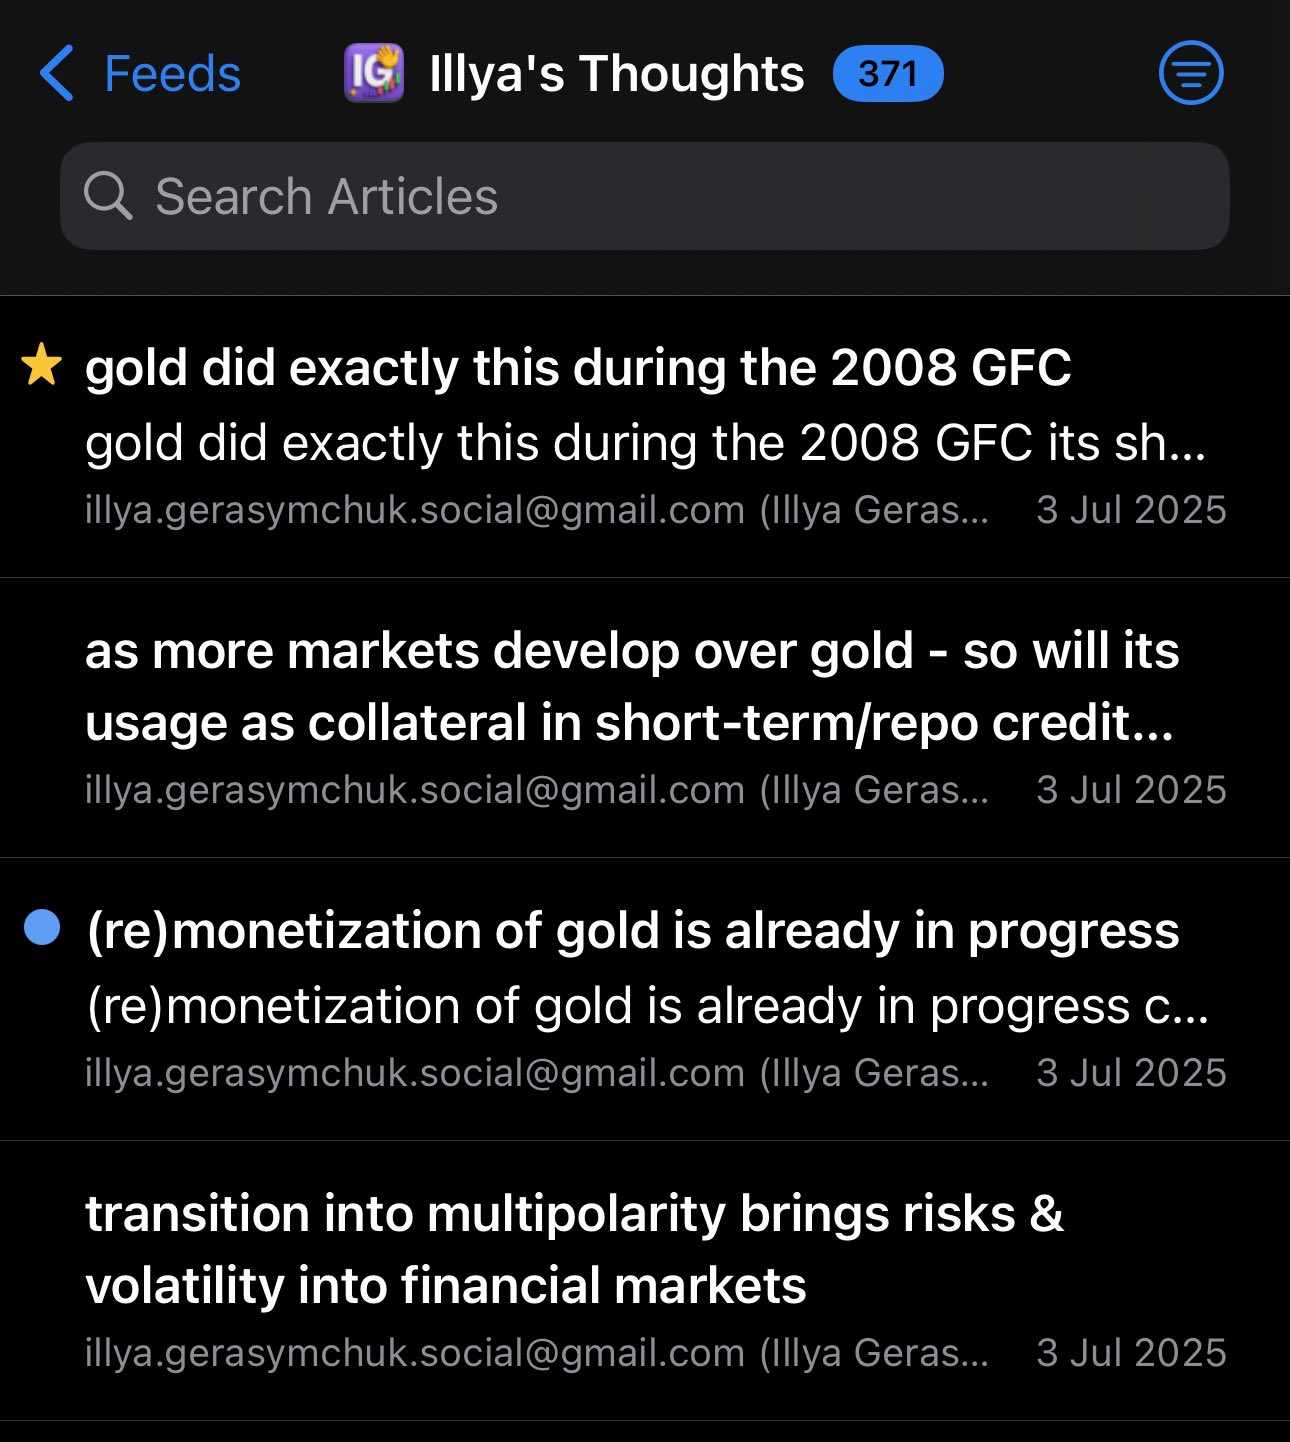 Feeds
IG
Illya's Thoughts
371
Search Articles
gold did exactly this during the 2008 GFC
gold did exactly this during the 2008 GFC its sh...
illya.gerasymchuk.social@gmail.com (Illya Geras...
3 Jul 2025
as more markets develop over gold - so will its
usage as collateral in short-term/repo credit...
illya.gerasymchuk.social@gmail.com (Illya Geras...
3 Jul 2025
(re)monetization of gold is already in progress
(re)monetization of gold is already in progress c...
illya.gerasymchuk.social@gmail.com (Illya Geras...
3 Jul 2025
transition into multipolarity brings risks &
volatility into financial markets
illya.gerasymchuk.social@gmail.com (Illya Geras...
3 Jul 2025